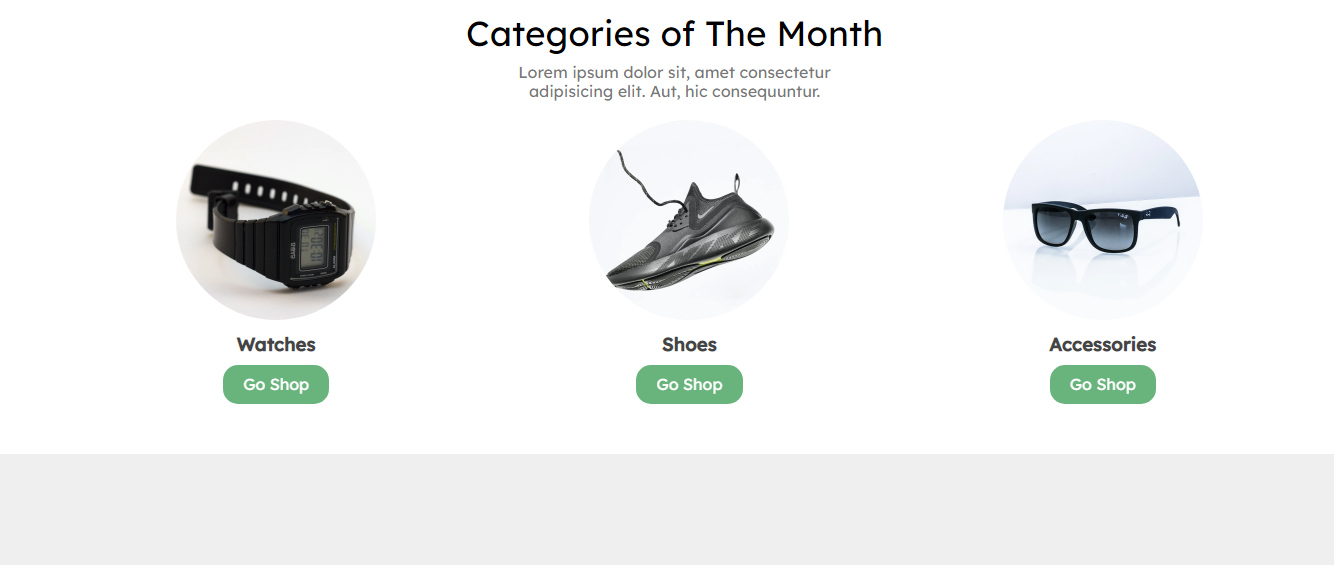 Categories of The Month
Lorem ipsum dolor sit, amet consectetur
adipisicing elit. Aut, hic consequuntur.
Watches
Shoes
Accessories
Go Shop
Go Shop
Go Shop